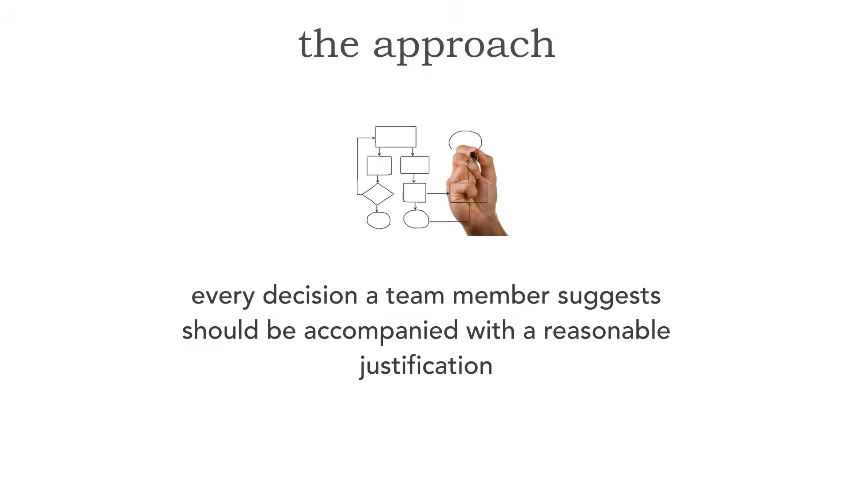 the approach
every decision a team member suggests
should be accompanied with a reasonable
justification